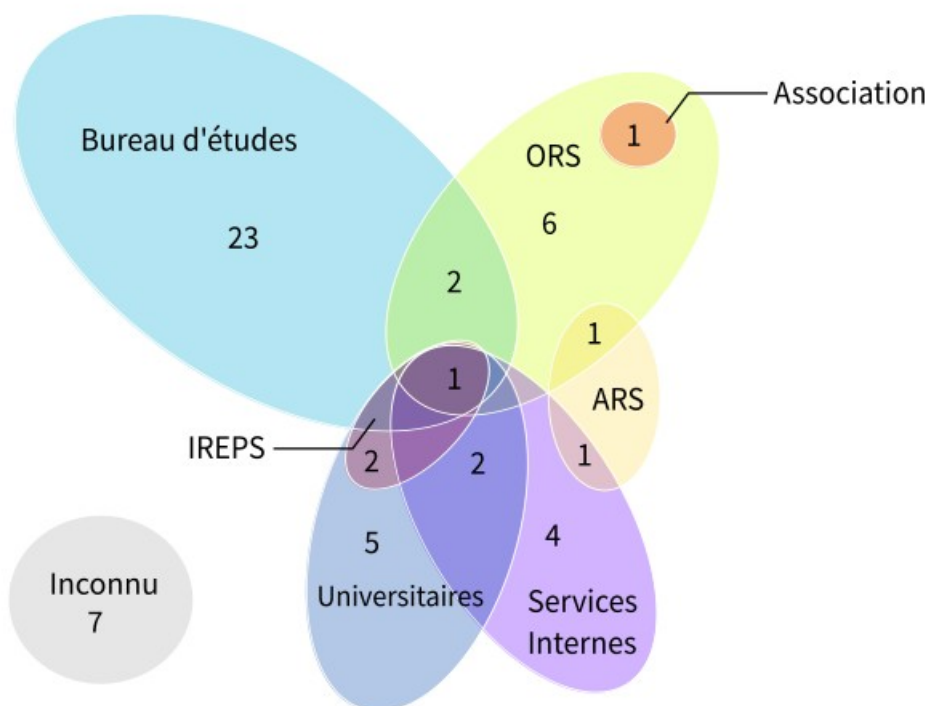 Association
1
ORS
Bureau d'études
6
23
2
1
1
ARS
IREPS
2
2
1
5
4
Inconnu
7
Universitaires
Services
Internes